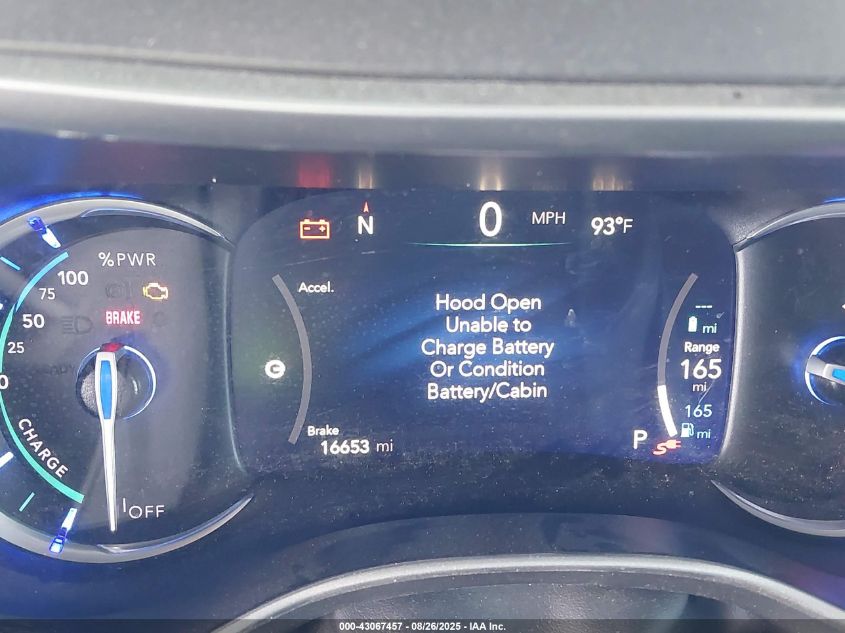 %PWR
100
75
50
25
0
BRAKE
CHARGE
OFF
N
0 MPH
93°F
Accel.
Hood Open
Unable to
Charge Battery
Or Condition
Battery/Cabin
Brake
16653 mi
---
mi
Range
165
mi
165
mi
P
000-43067457 - 08/26/2025 - IAA Inc.